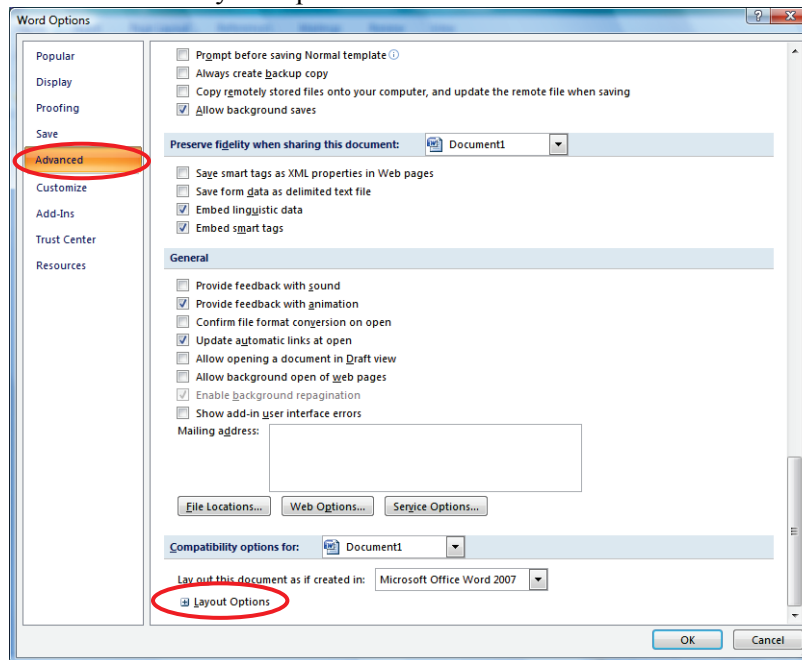 Word Options
Popular
Display
Proofing
Save
Advanced
Customize
Add-Ins
Trust Center
Resources
Prompt before saving Normal template
Always create backup copy
Copy remotely stored files onto your computer, and update the remote file when saving
Allow background saves
Preserve fidelity when sharing this document: Document1
Save smart tags as XML properties in Web pages
Save form data as delimited text file
Embed linguistic data
Embed smart tags
General
Provide feedback with sound
Provide feedback with animation
Confirm file format conversion on open
Update automatic links at open
Allow opening a document in Draft view
Allow background open of web pages
Enable background repagination
Show add-in user interface errors
Mailing address:
File Locations... Web Options... Service Options...
Compatibility options for: Document1
Lay out this document as if created in: Microsoft Office Word 2007
Layout Options
OK Cancel